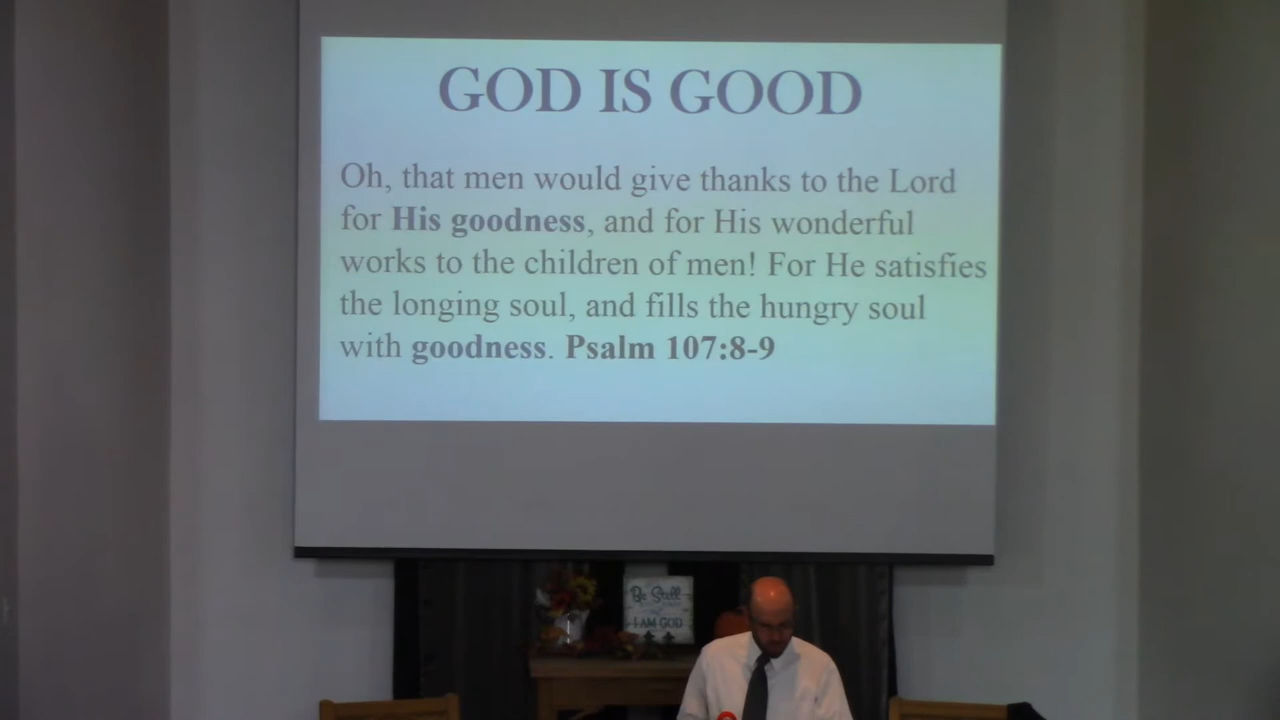 GOD IS GOOD
Oh, that men would give thanks to the Lord
for His goodness, and for His wonderful
works to the children of men! For He satisfies
the longing soul, and fills the hungry soul
with goodness. Psalm 107:8-9
Be Still
I AM GOD